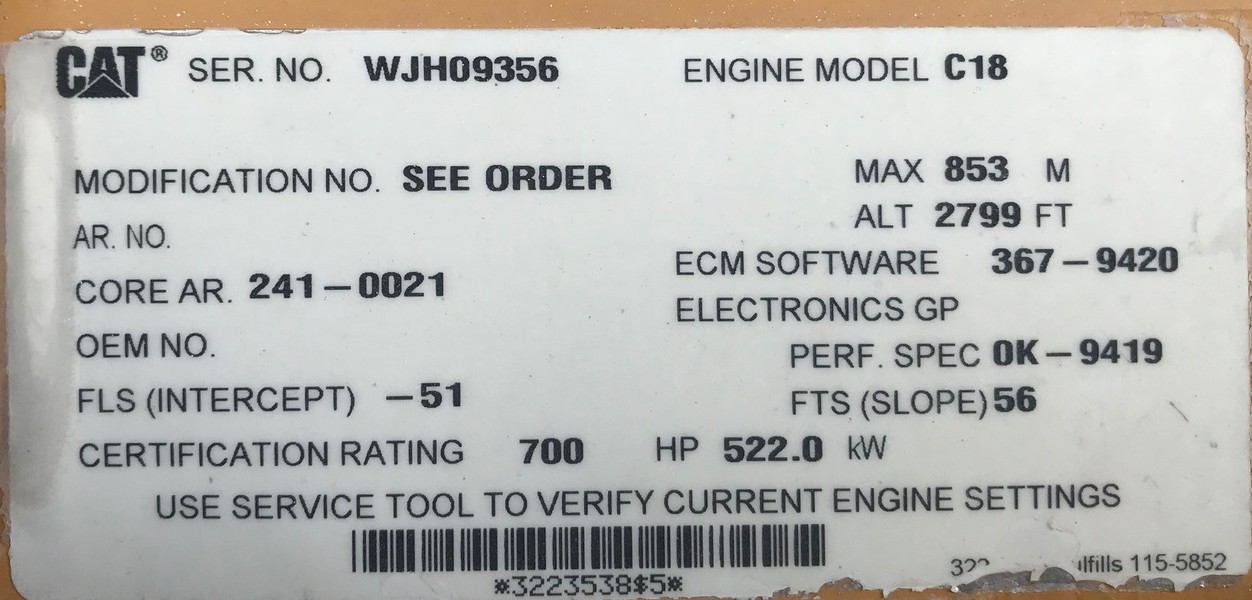 CAT® SER. NO. WJH09356 ENGINE MODEL C18
MODIFICATION NO. SEE ORDER MAX 853 M
AR. NO. ALT 2799 FT
CORE AR. 241-0021 ECM SOFTWARE 367-9420
ELECTRONICS GP
OEM NO. PERF. SPEC 0K-9419
FLS (INTERCEPT) -51 FTS (SLOPE) 56
CERTIFICATION RATING 700 HP 522.0 kW
USE SERVICE TOOL TO VERIFY CURRENT ENGINE SETTINGS
*3223538$5*
115-5852